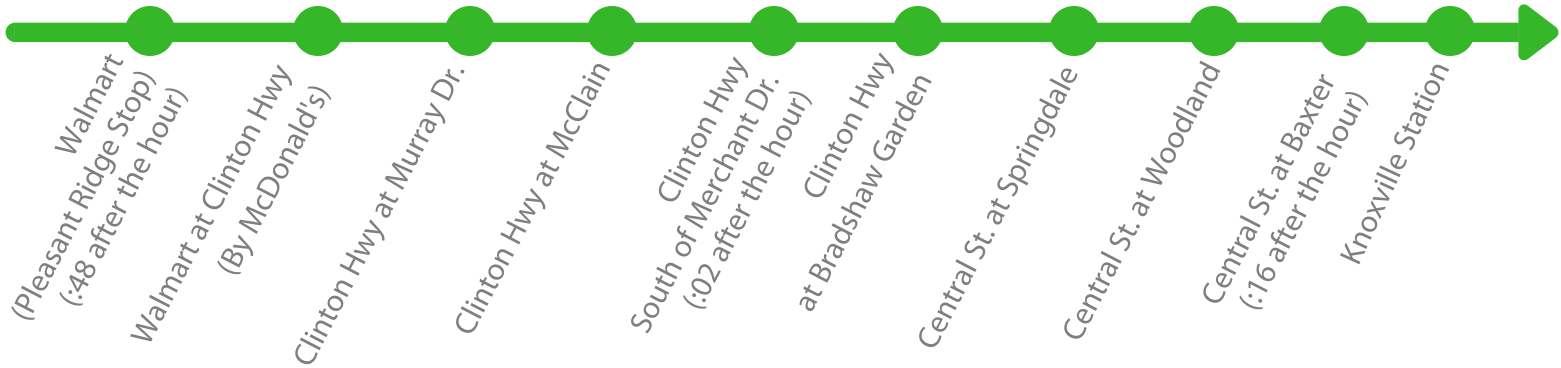 Walmart
(Pleasant Ridge Stop)
(:48 after the hour)
Walmart at Clinton Hwy
(By McDonald's)
Clinton Hwy at Murray Dr.
Clinton Hwy at McClain
Clinton Hwy
South of Merchant Dr.
(:02 after the hour)
Clinton Hwy
at Bradshaw Garden
Central St. at Springdale
Central St. at Woodland
Central St. at Baxter
(:16 after the hour)
Knoxville Station